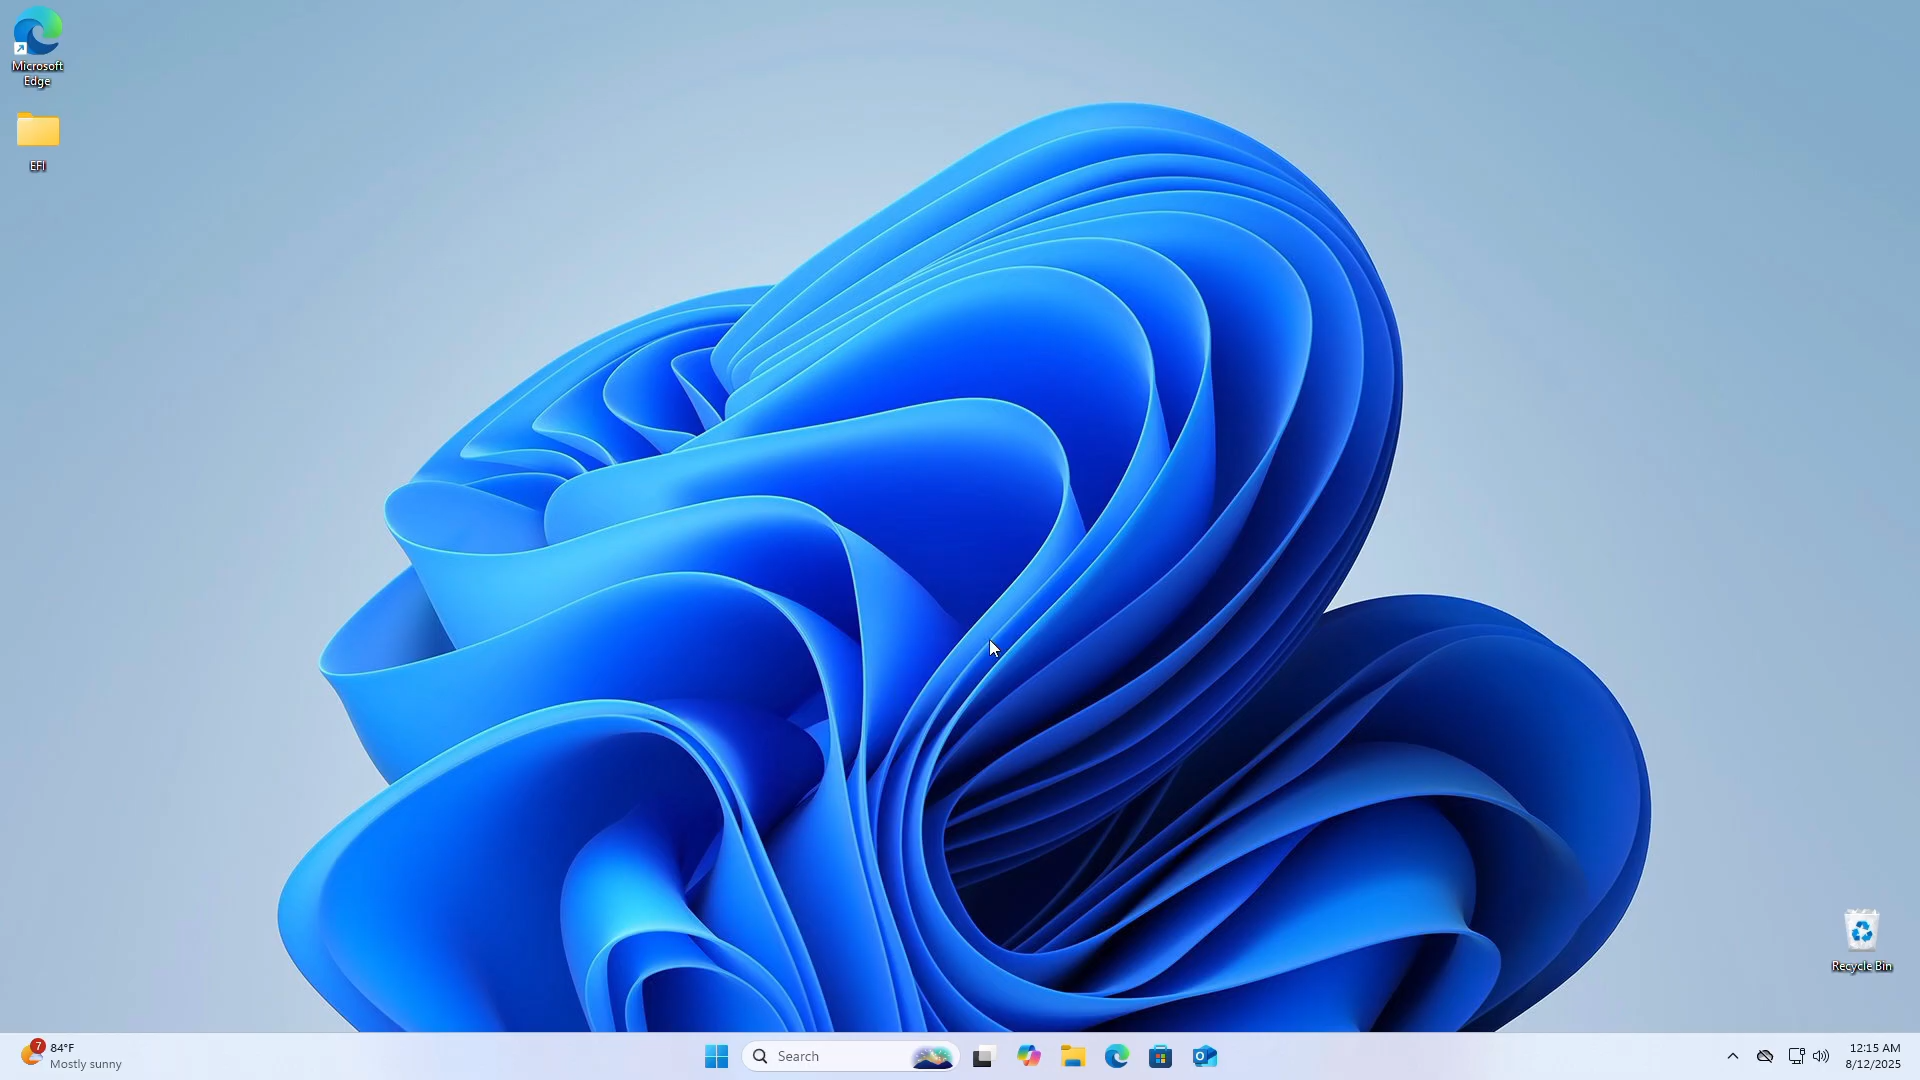 Microsoft
Edge
EFI
Recycle Bin
7
84°F
Mostly sunny
Search
12:15 AM
8/12/2025